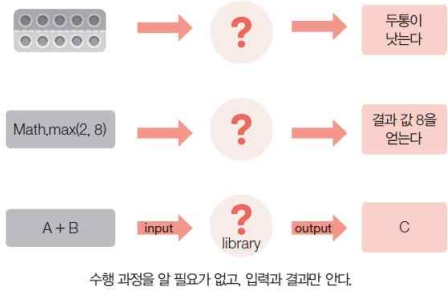 ?
두통이
낫는다
Math.max(2, 8)
?
결과 값 8을
얻는다
A + B
input
?
library
output
C
수행 과정을 알 필요가 없고, 입력과 결과만 안다.